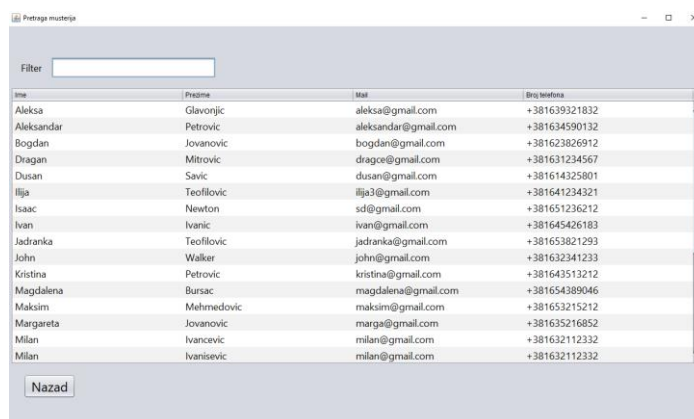 Pretraga musterija
Filter
Ime Prezime Mail Broj telefona
Aleksa Glavonjic aleksa@gmail.com +381639321832
Aleksandar Petrovic aleksandar@gmail.com +381634590132
Bogdan Jovanovic bogdan@gmail.com +381623826912
Dragan Mitrovic dragce@gmail.com +381631234567
Dusan Savic dusan@gmail.com +381614325801
Ilija Teofilovic ilija3@gmail.com +381641234321
Isaac Newton sd@gmail.com +381651236212
Ivan Ivanic ivan@gmail.com +381645426183
Jadranka Teofilovic jadranka@gmail.com +381653821293
John Walker john@gmail.com +381632341233
Kristina Petrovic kristina@gmail.com +381643513212
Magdalena Bursac magdalena@gmail.com +381654389046
Maksim Mehmedovic maksim@gmail.com +381653215212
Margareta Jovanovic marga@gmail.com +381635216852
Milan Ivancevic milan@gmail.com +381632112332
Milan Ivanisevic milan@gmail.com +381632112332
Nazad